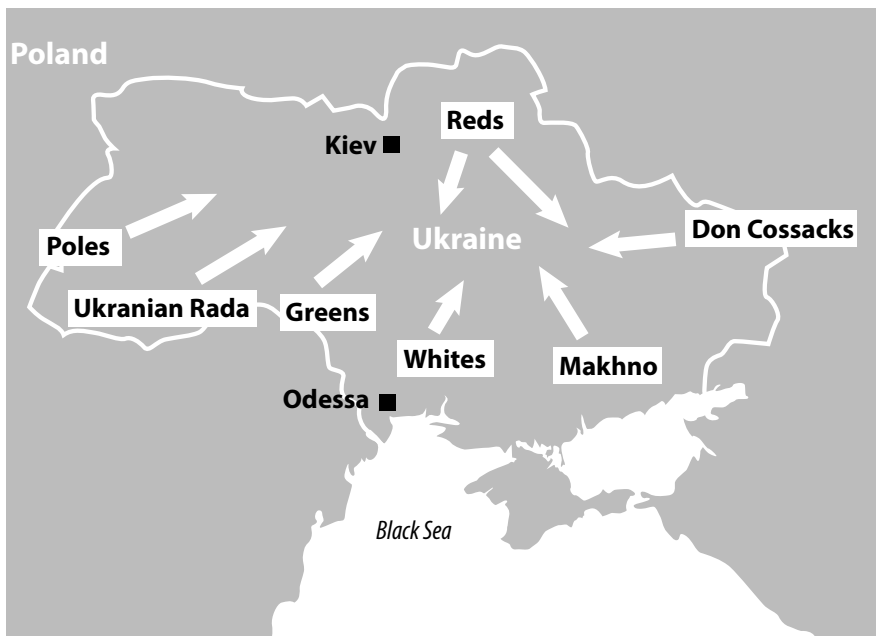 Poland
Reds
Kiev
Don Cossacks
Ukraine
Poles
Ukranian Rada
Greens
Whites
Makhno
Odessa
Black Sea